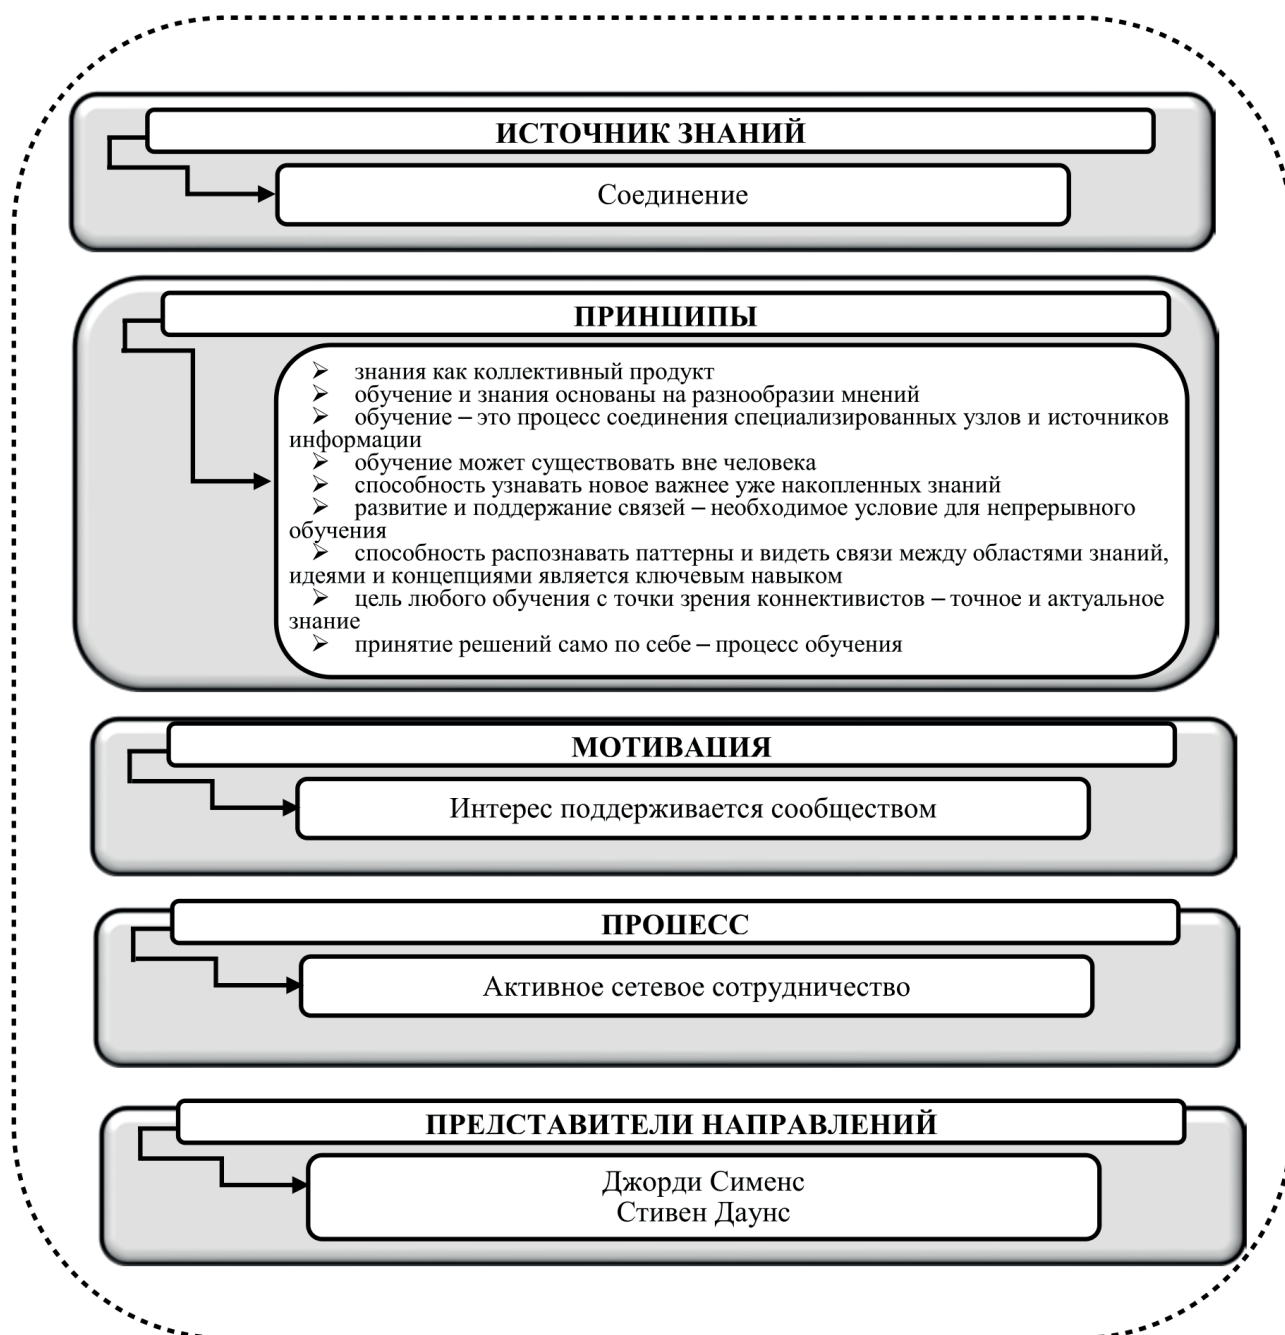 ИСТОЧНИК ЗНАНИЙ
Соединение
ПРИНЦИПЫ
➢ знания как коллективный продукт
➢ обучение и знания основаны на разнообразии мнений
➢ обучение – это процесс соединения специализированных узлов и источников
информации
➢ обучение может существовать вне человека
➢ способность узнавать новое важнее уже накопленных знаний
➢ развитие и поддержание связей – необходимое условие для непрерывного
обучения
➢ способность распознавать паттерны и видеть связи между областями знаний,
идеями и концепциями является ключевым навыком
➢ цель любого обучения с точки зрения коннективистов – точное и актуальное
знание
➢ принятие решений само по себе – процесс обучения
МОТИВАЦИЯ
Интерес поддерживается сообществом
ПРОЦЕСС
Активное сетевое сотрудничество
ПРЕДСТАВИТЕЛИ НАПРАВЛЕНИЙ
Джорди Сименс
Стивен Даунс